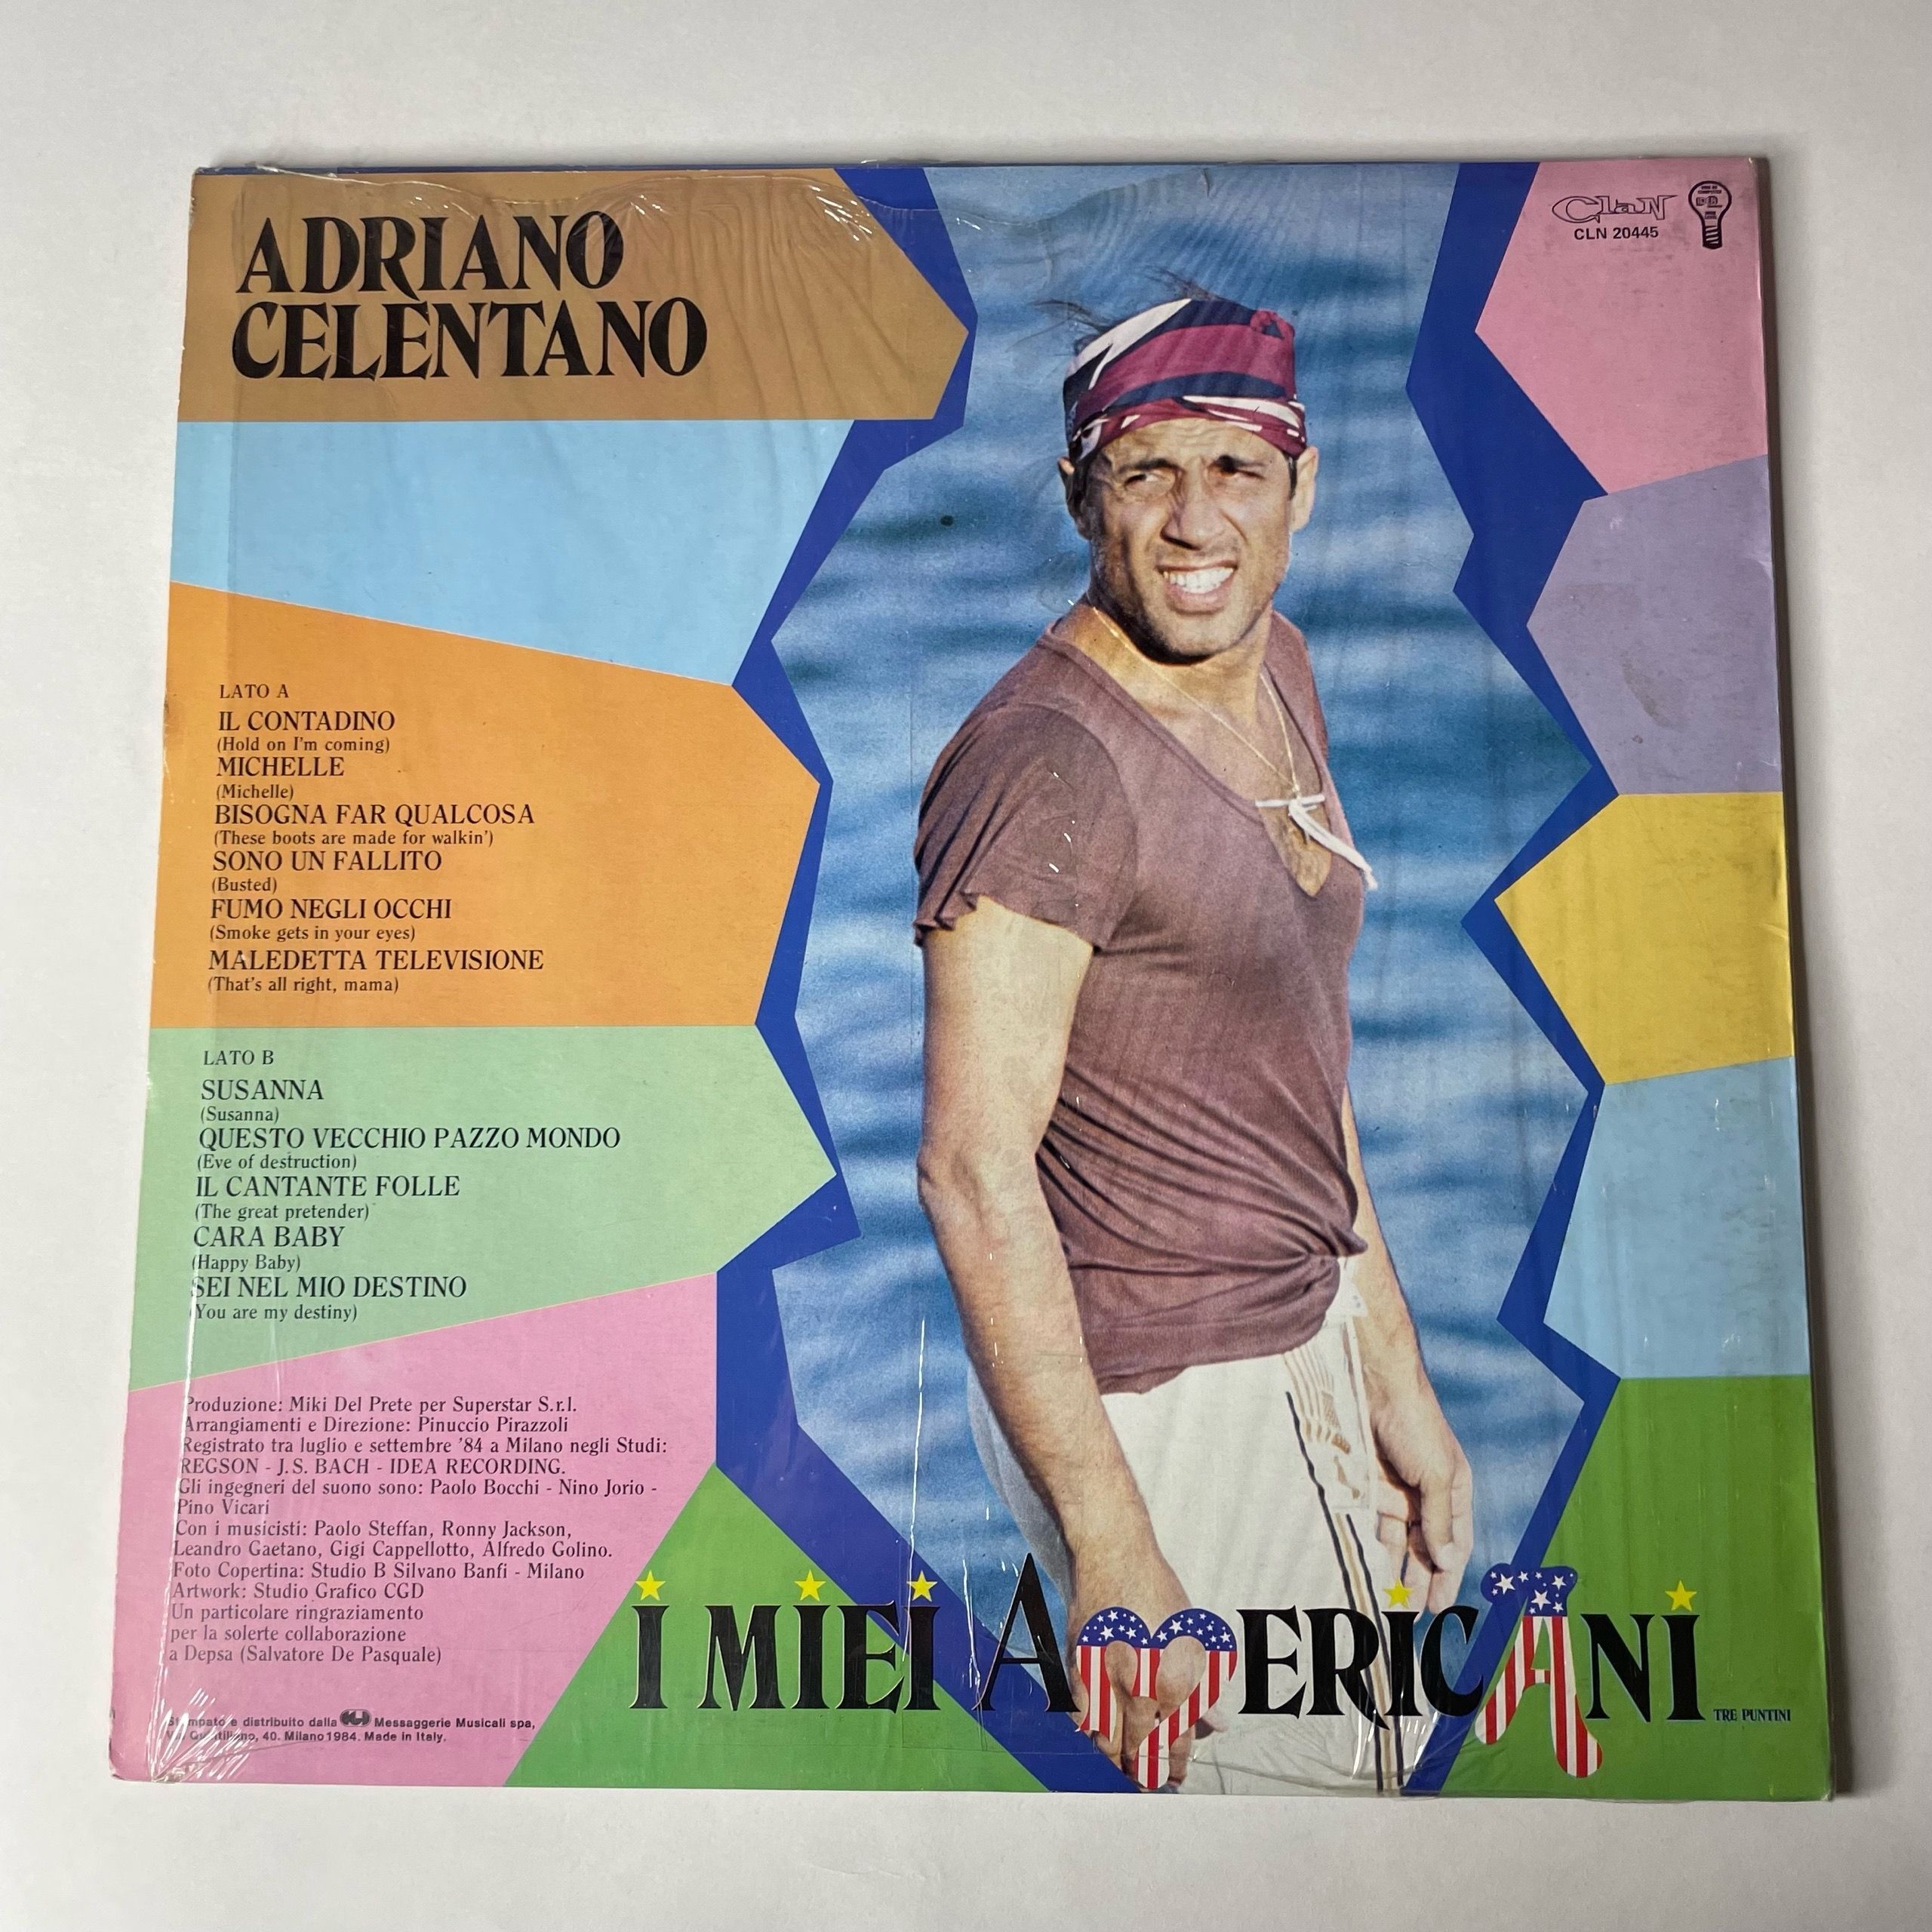 ADRIANO
CELENTANO
Clan
CLN 20445
LATO A
IL CONTADINO
(Hold on I'm coming)
MICHELLE
(Michelle)
BISOGNA FAR QUALCOSA
(These boots are made for walkin')
SONO UN FALLITO
(Busted)
FUMO NEGLI OCCHI
(Smoke gets in your eyes)
MALEDETTA TELEVISIONE
(That's all right, mama)
LATO B
SUSANNA
(Susanna)
QUESTO VECCHIO PAZZO MONDO
(Eve of destruction)
IL CANTANTE FOLLE
(The great pretender)
CARA BABY
(Happy Baby)
SEI NEL MIO DESTINO
(You are my destiny)
Produzione: Miki Del Prete per Superstar S.r.l.
Arrangiamenti e Direzione: Pinuccio Pirazzoli
Registrato tra luglio e settembre '84 a Milano negli Studi:
REGSON - J.S. BACH - IDEA RECORDING.
Gli ingegneri del suono sono: Paolo Bocchi - Nino Jorio -
Pino Vicari
Con i musicisti: Paolo Steffan, Ronny Jackson,
Leandro Gaetano, Gigi Cappellotto, Alfredo Golino.
Foto Copertina: Studio B Silvano Banfi - Milano
Artwork: Studio Grafico CGD
Un particolare ringraziamento
per la solerte collaborazione
a Depsa (Salvatore De Pasquale)
I MIEI AMERICANI
TRE PUNTINI
Stampato e distribuito dalla Messaggerie Musicali spa,
Via Quintiliano, 40. Milano 1984. Made in Italy.